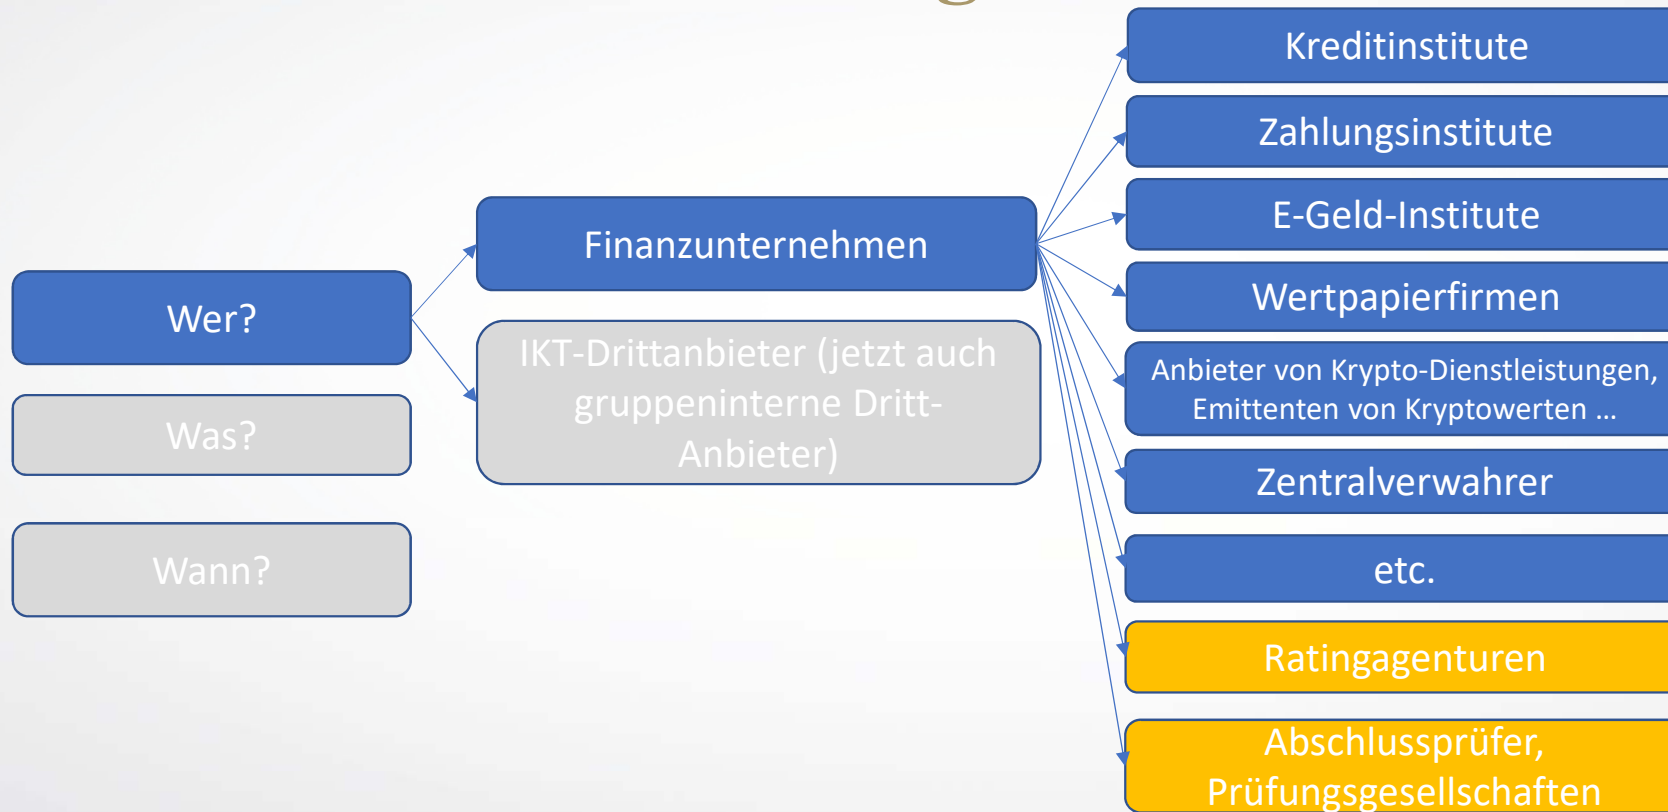 Wer?
Was?
Wann?
Finanzunternehmen
IKT-Drittanbieter (jetzt auch
gruppeninterne Dritt-
Anbieter)
Kreditinstitute
Zahlungsinstitute
E-Geld-Institute
Wertpapierfirmen
Anbieter von Krypto-Dienstleistungen,
Emittenten von Kryptowerten …
Zentralverwahrer
etc.
Ratingagenturen
Abschlussprüfer,
Prüfungsgesellschaften